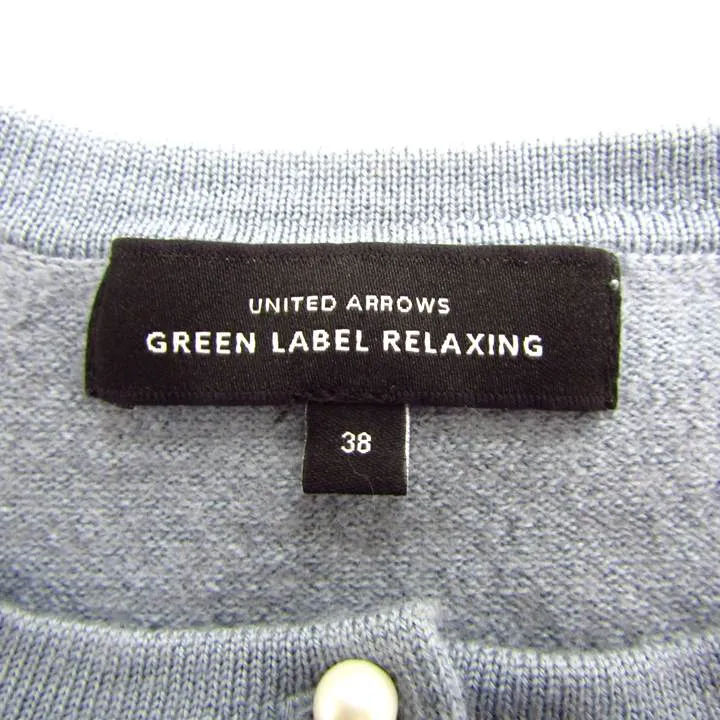 UNITED ARROWS
GREEN LABEL RELAXING
38